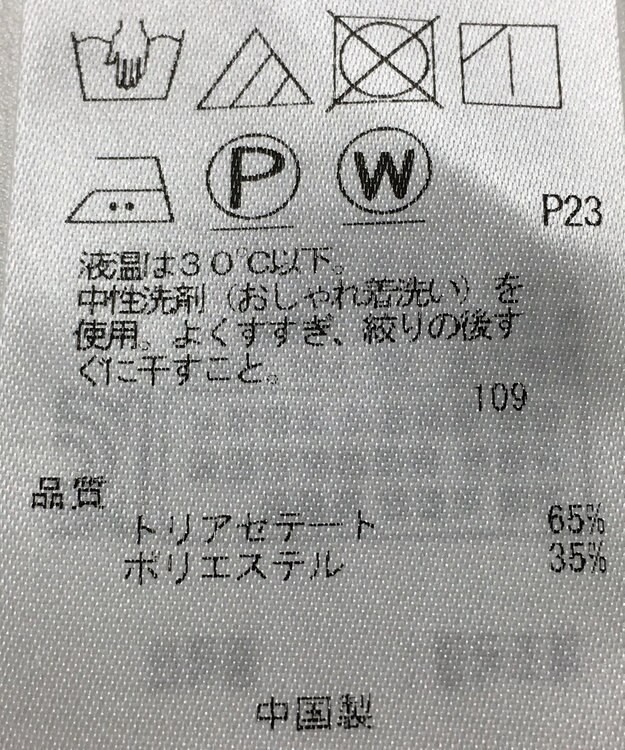 P W
P23
液温は30℃以下。
中性洗剤（おしゃれ着洗い）を
使用。よくすすぎ、絞りの後す
ぐに干すこと。
109
品質
トリアセテート 65%
ポリエステル 35%
中国製